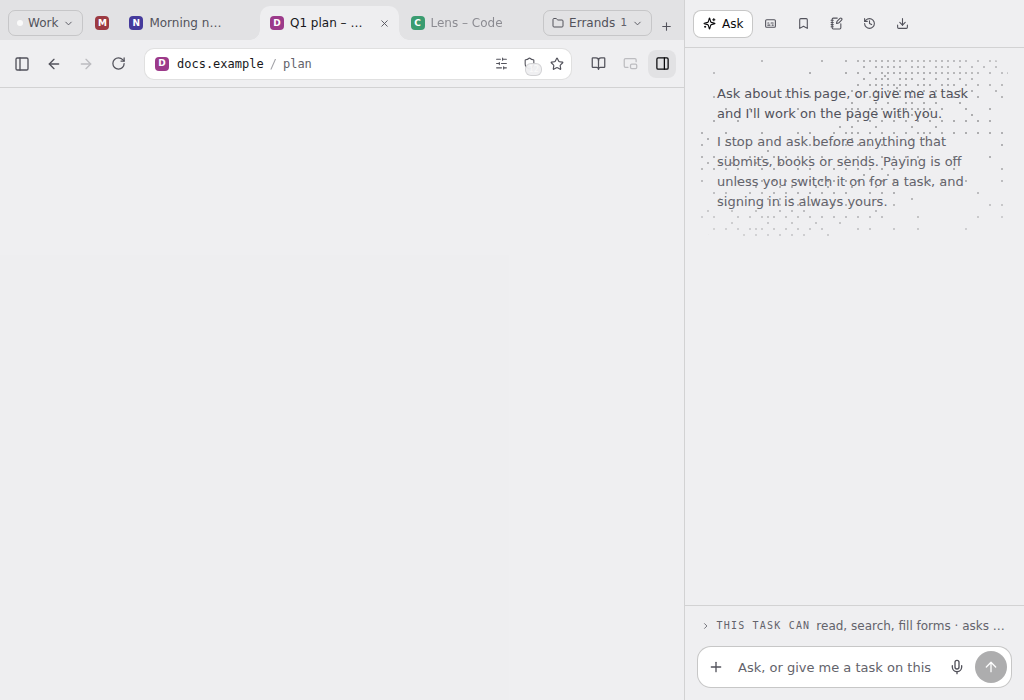 Work
M
N Morning n...
D Q1 plan – ...
C Lens – Code
Errands 1
Ask
D docs.example / plan
Ask about this page, or give me a task
and I'll work on the page with you.
I stop and ask before anything that
submits, books or sends. Paying is off
unless you switch it on for a task, and
signing in is always yours.
THIS TASK CAN read, search, fill forms · asks ...
Ask, or give me a task on this